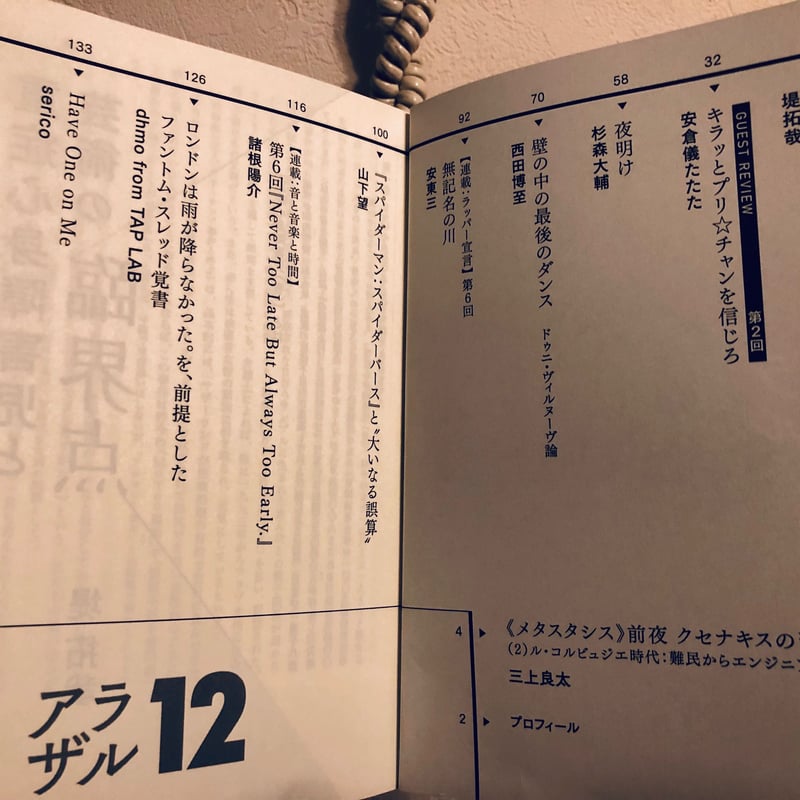 堤拓哉
32
GUEST REVIEW 第2回
キラッとプリ☆チャンを信じろ
安倉儀たたた
58
夜明け
杉森大輔
70
壁の中の最後のダンス ドゥニ・ヴィルヌーヴ論
西田博至
92
【連載:ラッパー宣言】第6回
無記名の川
安東三
100
『スパイダーマン:スパイダーバース』と“大いなる誤算”
山下望
116
【連載:音と音楽と時間】
第6回『Never Too Late But Always Too Early.』
諸根陽介
126
ロンドンは雨が降らなかった。を、前提とした
ファントム・スレッド覚書
dhmo from TAP LAB
133
Have One on Me
serico
4
《メタスタシス》前夜 クセナキスの
(2)ル・コルビュジエ時代:難民からエンジニ
三上良太
2
プロフィール
アラザル12
臨界点